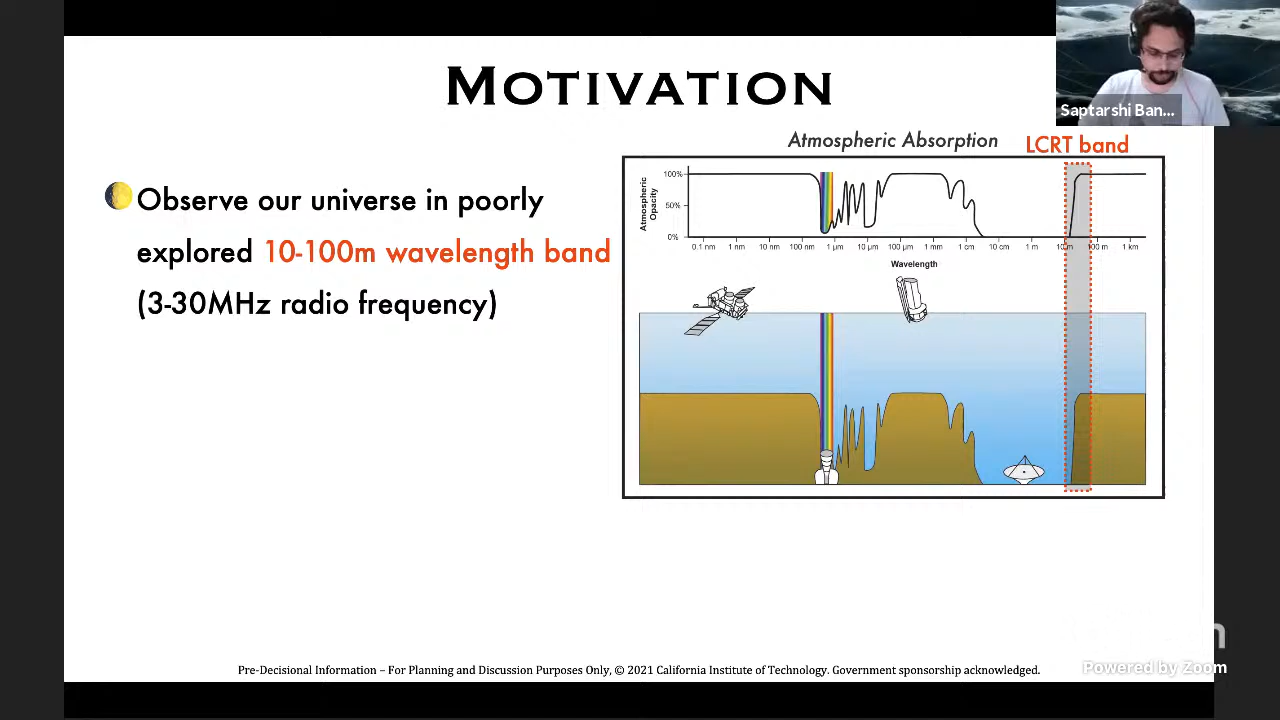 MOTIVATION
Saptarshi Ban...
Atmospheric Absorption
LCRT band
Observe our universe in poorly
explored 10-100m wavelength band
(3-30MHz radio frequency)
Atmospheric
Opacity
100%
50%
0%
0.1 nm 1 nm 10 nm 100 nm 1 μm 10 μm 100 μm 1 mm 1 cm 10 cm 1 m 10 m 100 m 1 km
Wavelength
Powered by Zoom
Pre-Decisional Information – For Planning and Discussion Purposes Only, © 2021 California Institute of Technology. Government sponsorship acknowledged.